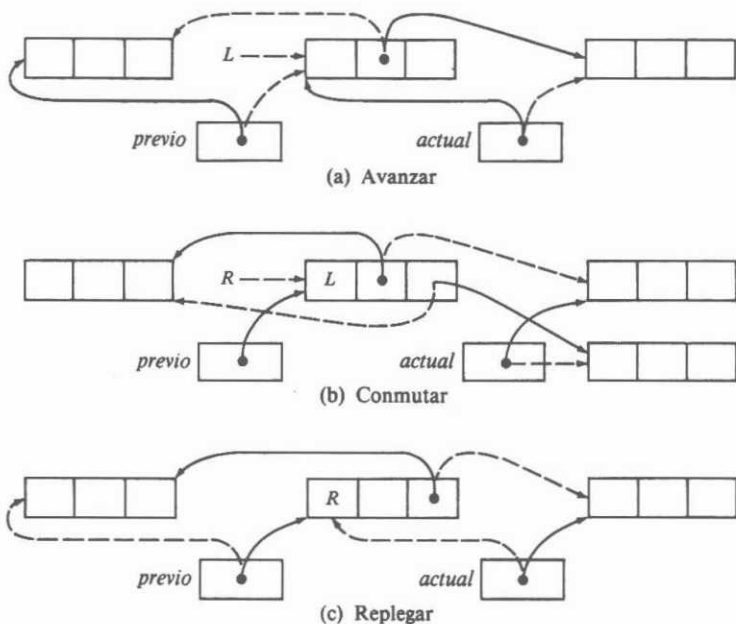 L
previo
actual
(a) Avanzar
R
L
previo
actual
(b) Conmutar
R
previo
actual
(c) Replegar